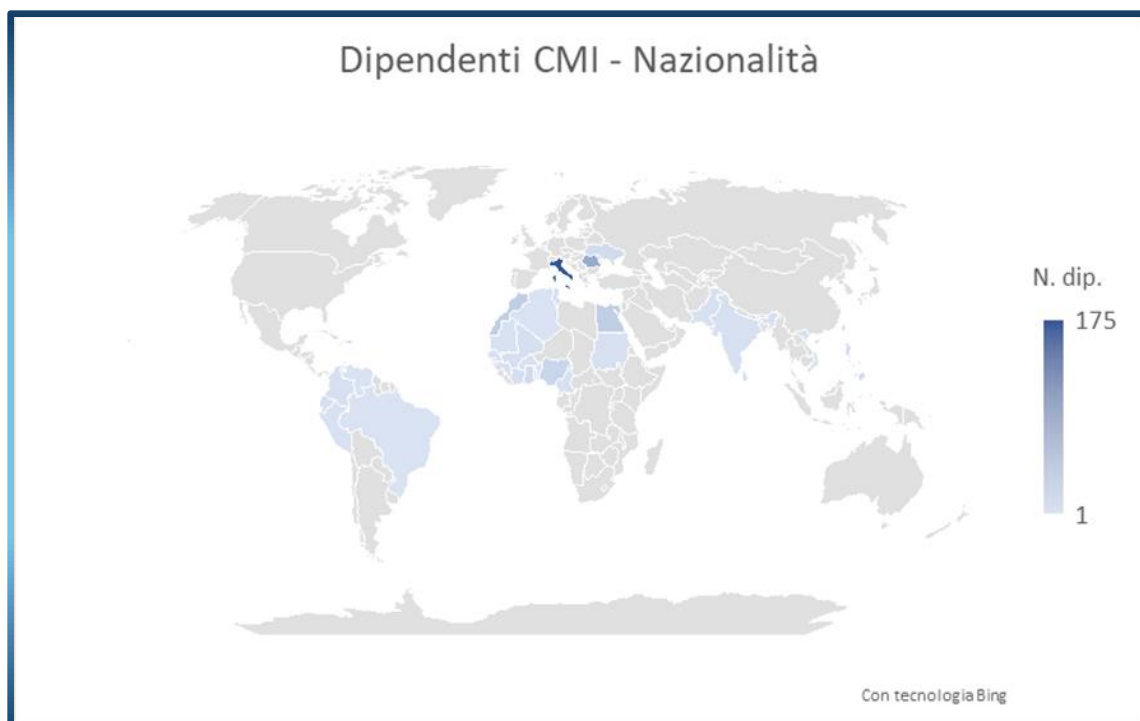 Dipendenti CMI - Nazionalità
N. dip.
175
1
Con tecnologia Bing